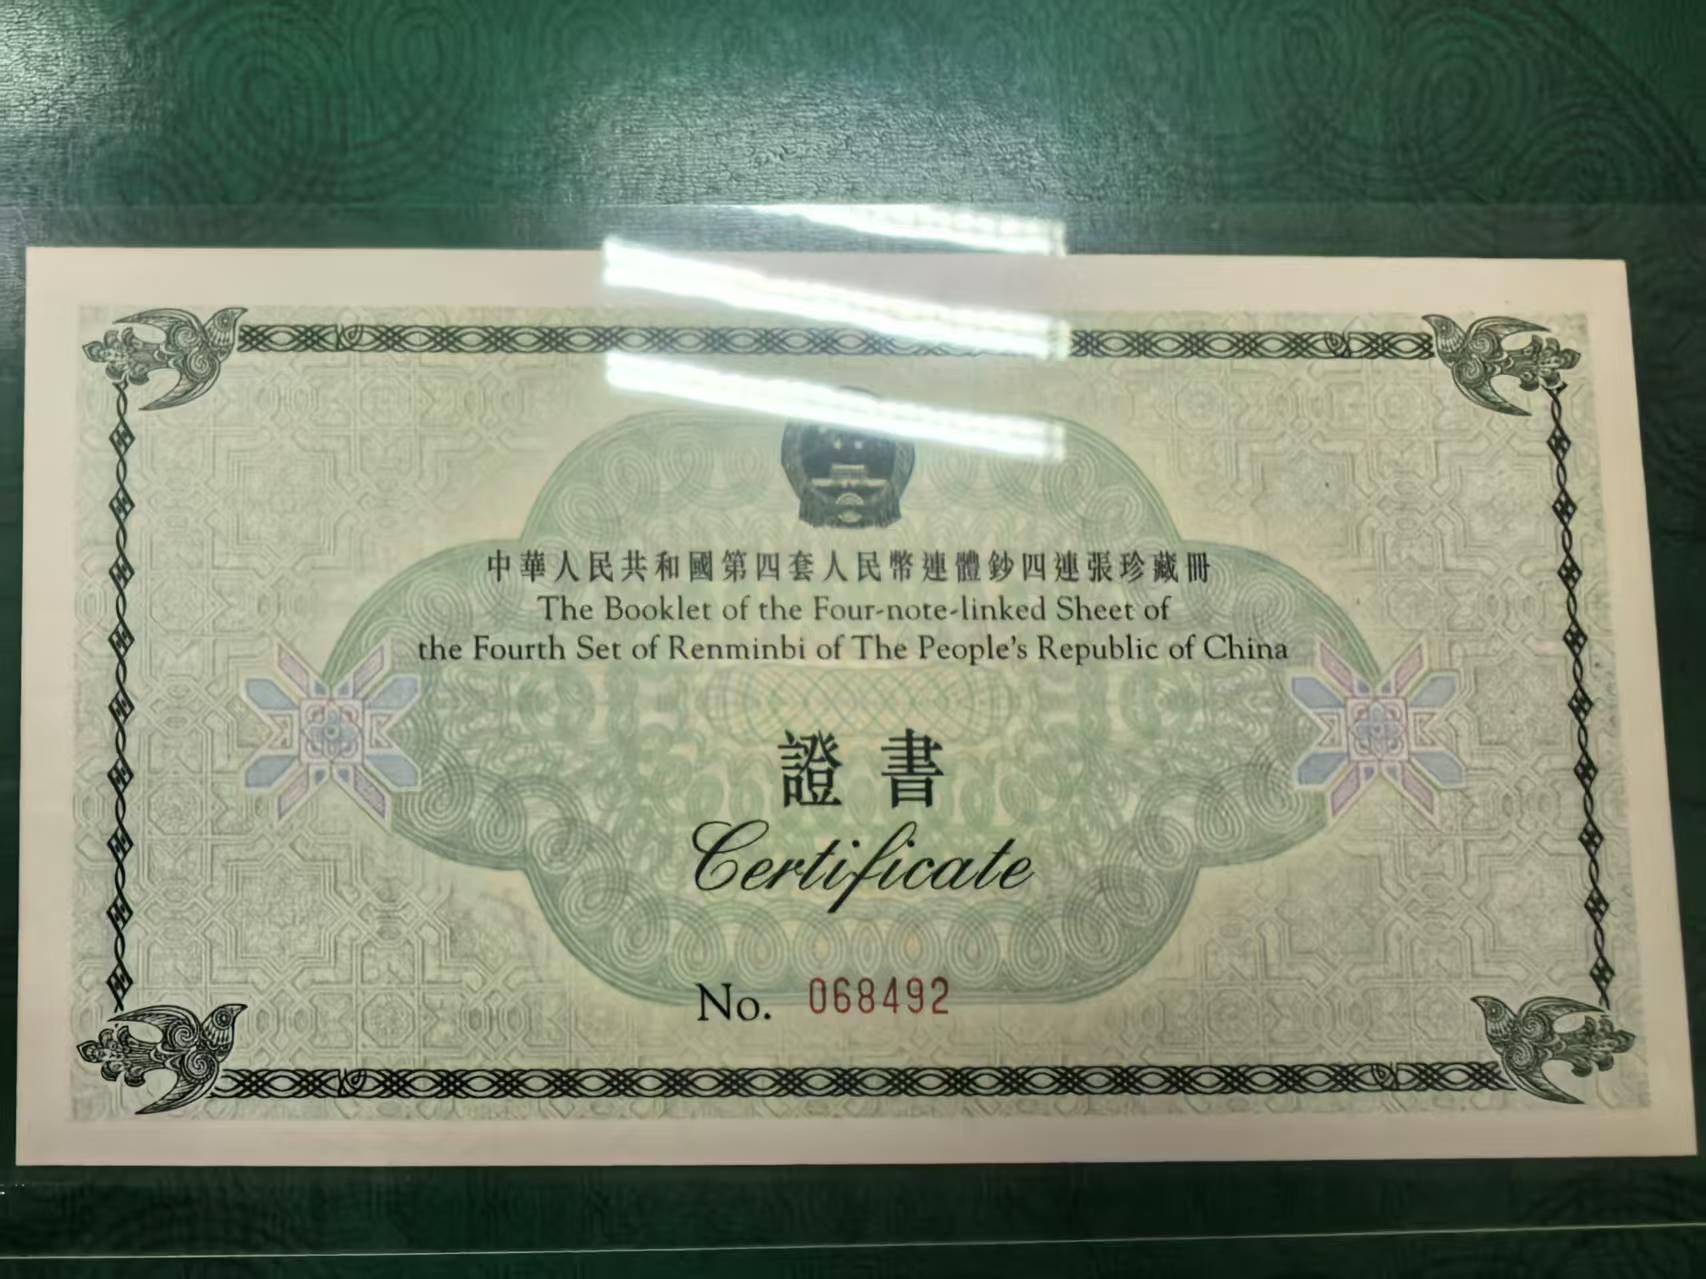 中華人民共和國第四套人民幣連體鈔四連張珍藏冊
The Booklet of the Four-note-linked Sheet of
the Fourth Set of Renminbi of The People's Republic of China
證書
Certificate
No. 068492